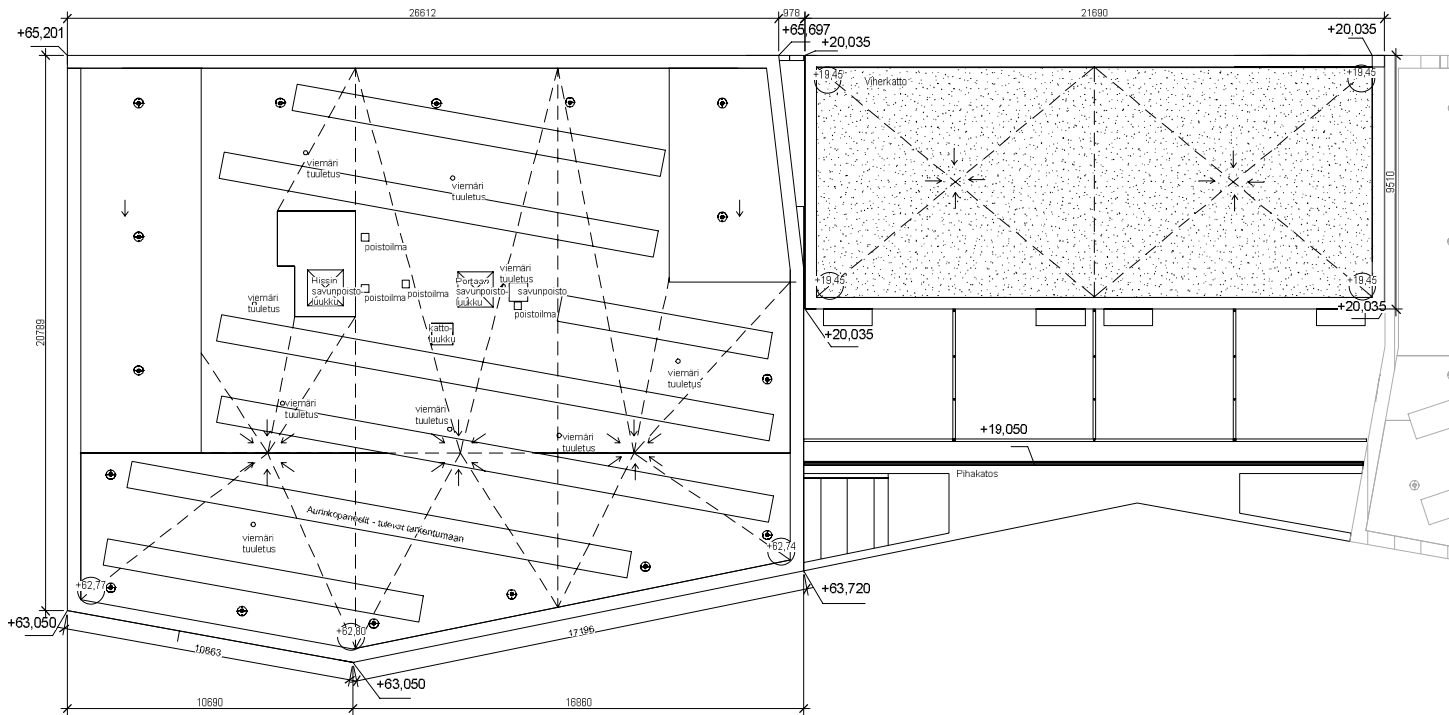 26612
978
21690
+65,201
+65,697
+20,035
+20,035
+19,45
Viherkatto
+19,45
viemäri
tuuletus
viemäri
tuuletus
9510
poistoilma
Hissin
savunpoisto-
luukku
poistoilma
poistoilma
Portaan
savunpoisto-
luukku
viemäri
tuuletus
savunpoisto
poistoilma
viemäri
tuuletus
+19,45
+19,45
+20,035
+20,035
katto-
luukku
20789
viemäri
tuuletus
viemäri
tuuletus
viemäri
tuuletus
viemäri
tuuletus
+19,050
Pihakatos
Aurinkopaneelit - tulevat tarkentumaan
viemäri
tuuletus
+62,74
+62,77
+63,720
+63,050
+62,80
17196
10863
+63,050
10690
16860